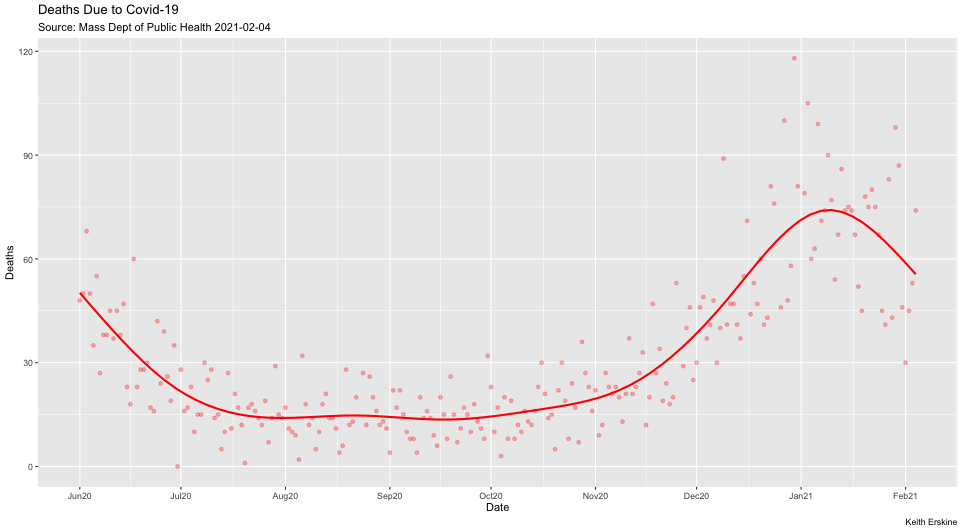 Deaths Due to Covid-19
Source: Mass Dept of Public Health 2021-02-04
120
90
60
30
0
Deaths
Jun20 Jul20 Aug20 Sep20 Oct20 Nov20 Dec20 Jan21 Feb21
Date
Keith Erskine